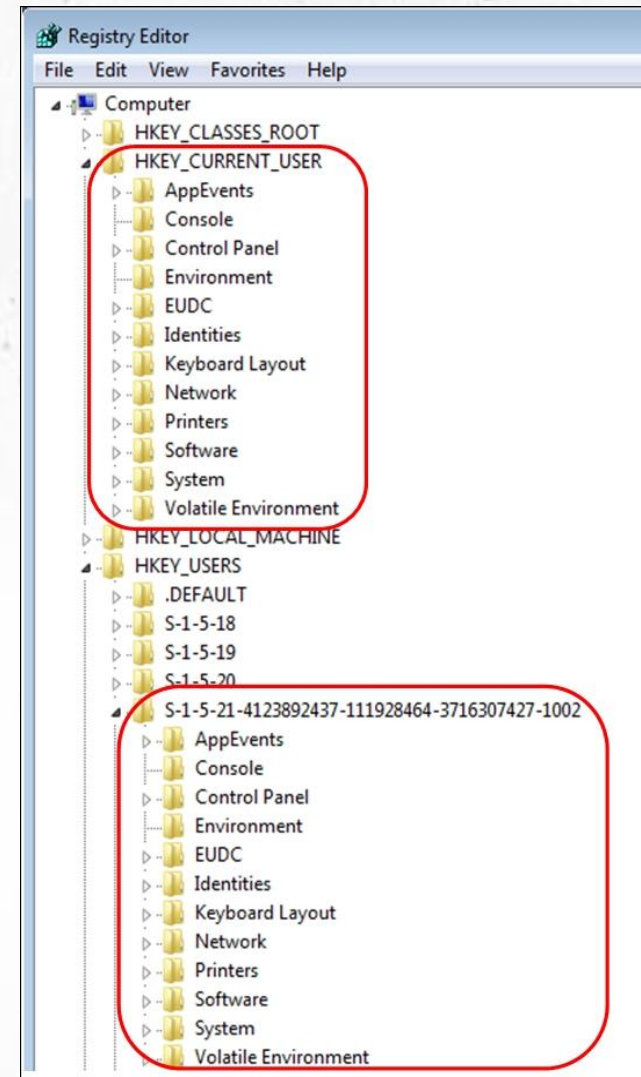 Registry Editor
File Edit View Favorites Help
Computer
HKEY_CLASSES_ROOT
HKEY_CURRENT_USER
AppEvents
Console
Control Panel
Environment
EUDC
Identities
Keyboard Layout
Network
Printers
Software
System
Volatile Environment
HKEY_LOCAL_MACHINE
HKEY_USERS
.DEFAULT
S-1-5-18
S-1-5-19
S-1-5-20
S-1-5-21-4123892437-111928464-3716307427-1002
AppEvents
Console
Control Panel
Environment
EUDC
Identities
Keyboard Layout
Network
Printers
Software
System
Volatile Environment